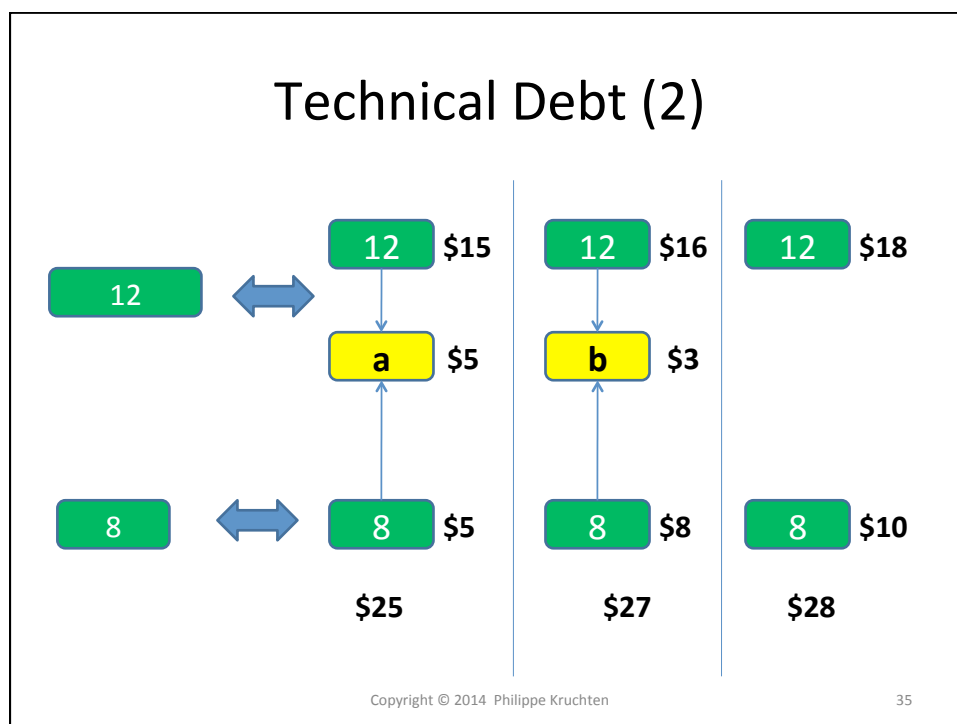 Technical Debt (2)
12 $15 12 $16 12 $18
12
a $5 b $3
8 8 $5 8 $8 8 $10
$25 $27 $28
Copyright © 2014 Philippe Kruchten 35